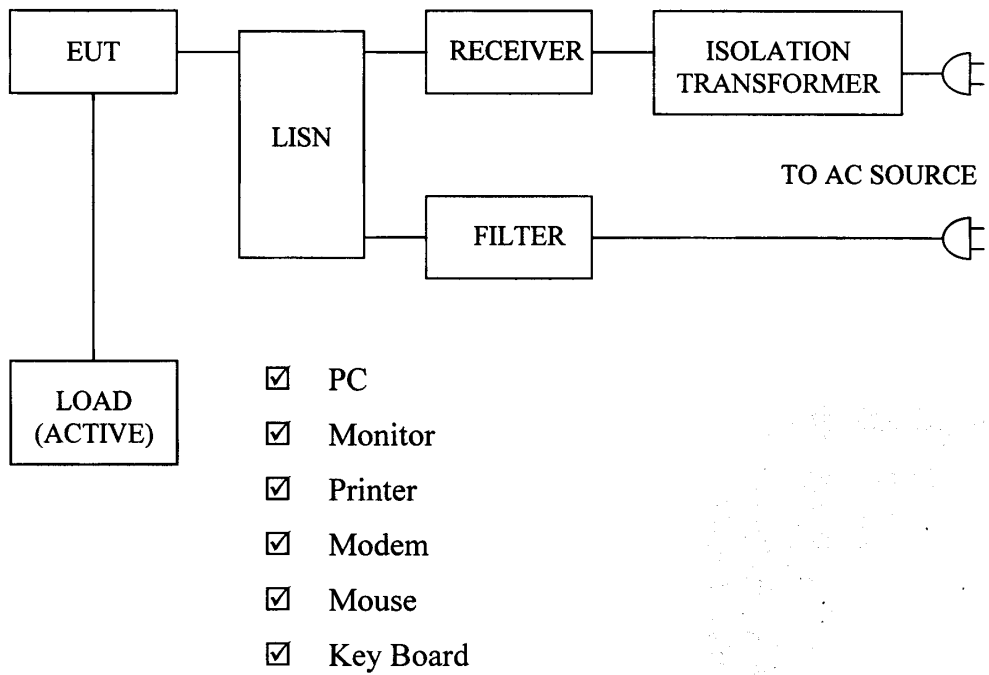 EUT
LISN
RECEIVER
ISOLATION
TRANSFORMER
TO AC SOURCE
FILTER
LOAD
(ACTIVE)
☑ PC
☑ Monitor
☑ Printer
☑ Modem
☑ Mouse
☑ Key Board